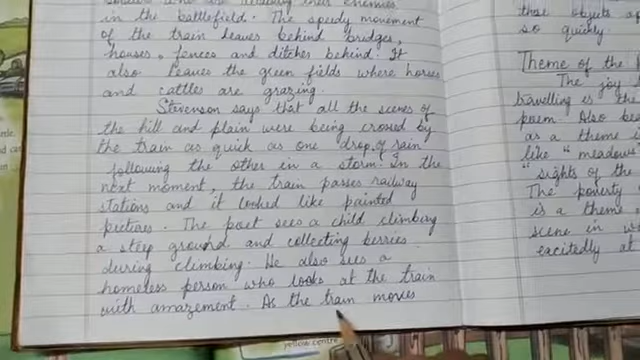 in the battlefield. The speedy movement
of the train leaves behind bridges,
houses, fences and ditches behind. It
also leaves the green fields where horses
and cattles are grazing.
Stevenson says that all the scenes of
the hill and plain were being crossed by
the train as quick as one drop of rain
following the other in a storm. In the
next moment, the train passes railway
stations and it looked like painted
pictures. The poet sees a child climbing
a steep ground and collecting berries
during climbing. He also sees a
homeless person who looks at the train
with amazement. As the train moves
those objects
so quickly
Theme of the
The joy
travelling is the
poem. Also
as a theme
like "meadows"
"sights of the
The poverty
is a theme
scene in
excitedly at
yellow centre